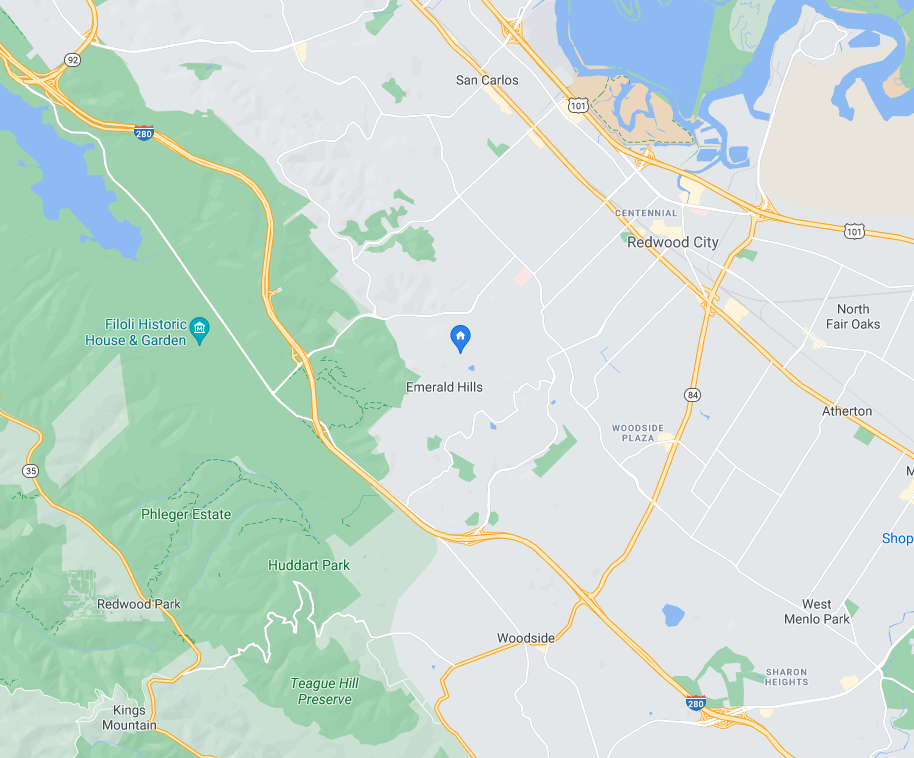 92
San Carlos
101
280
CENTENNIAL
101
Redwood City
Filoli Historic
House & Garden
North
Fair Oaks
Emerald Hills
84
Atherton
WOODSIDE
PLAZA
35
M
Phleger Estate
Shop
Huddart Park
Redwood Park
West
Menlo Park
Woodside
SHARON
HEIGHTS
Teague Hill
Preserve
280
Kings
Mountain